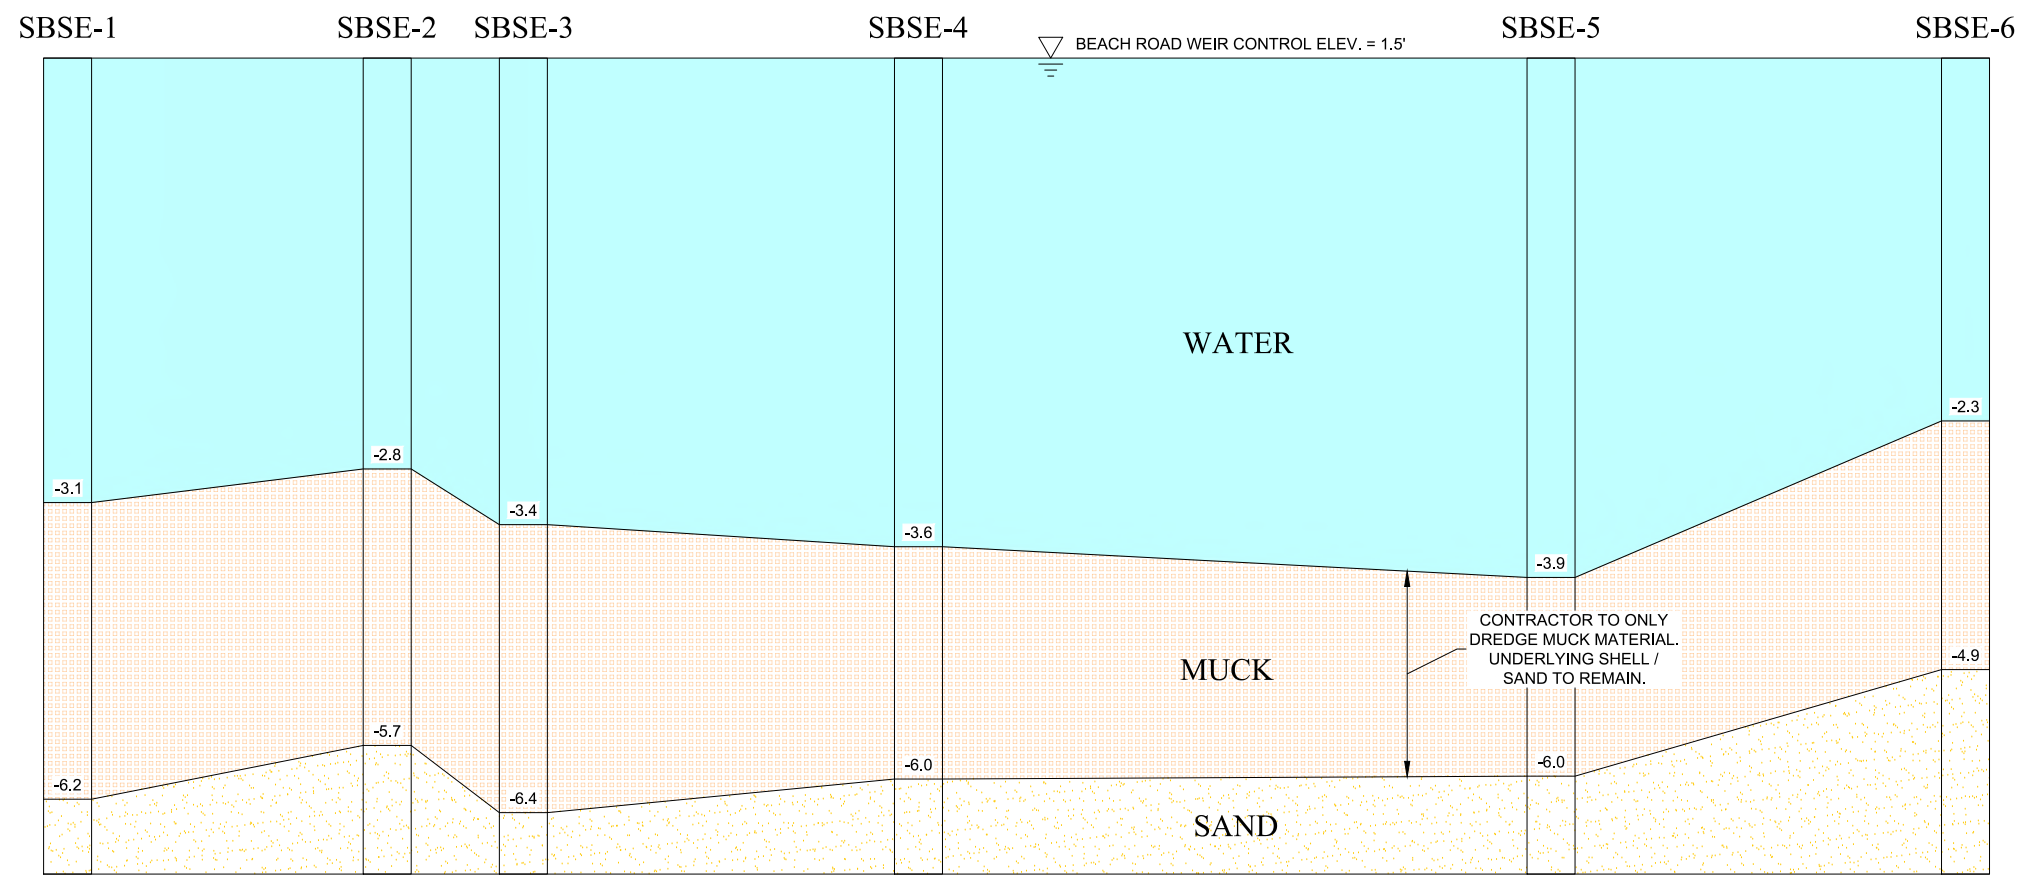 SBSE-1
SBSE-2
SBSE-3
SBSE-4
SBSE-5
SBSE-6
BEACH ROAD WEIR CONTROL ELEV. = 1.5'
WATER
-2.3
-2.8
-3.1
-3.4
-3.6
-3.9
CONTRACTOR TO ONLY
DREDGE MUCK MATERIAL.
UNDERLYING SHELL /
SAND TO REMAIN.
MUCK
-4.9
-5.7
-6.2
-6.4
-6.0
-6.0
SAND